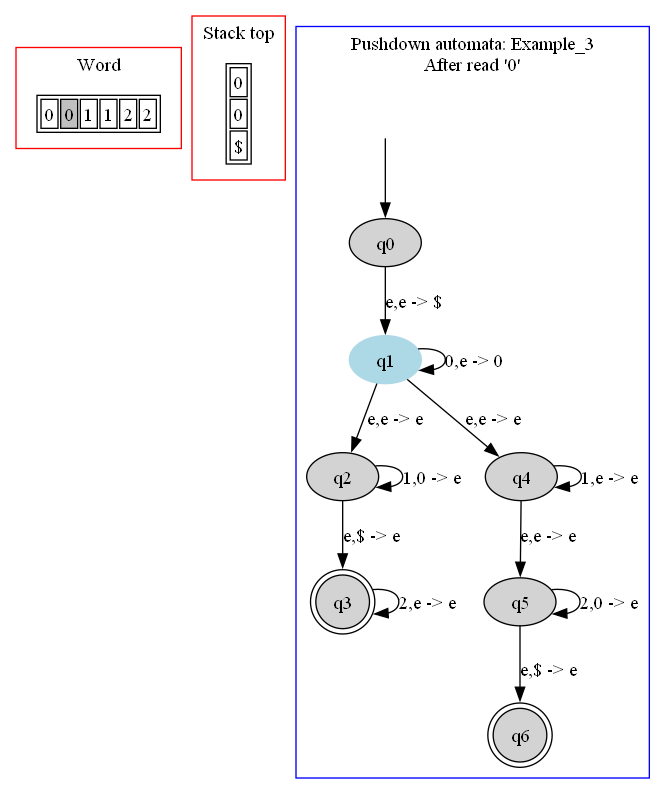 Word
0 0 1 1 2 2
Stack top
0
0
$
Pushdown automata: Example_3
After read '0'
q0
e,e -> $
q1
0,e -> 0
e,e -> e
e,e -> e
q2
1,0 -> e
q4
1,e -> e
e,$ -> e
e,e -> e
q3
2,e -> e
q5
2,0 -> e
e,$ -> e
q6